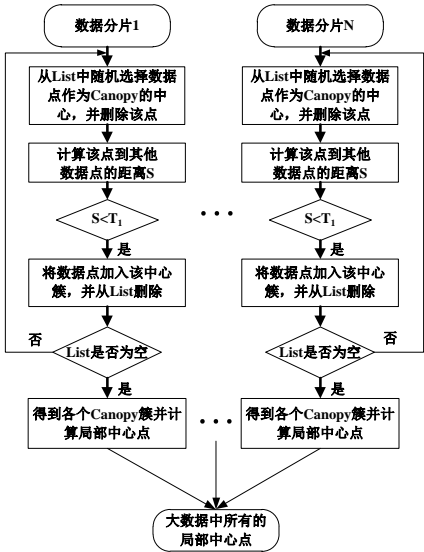 数据分片1
从List中随机选择数据
点作为Canopy的中
心，并删除该点
计算该点到其他
数据点的距离S
S<T₁
是
将数据点加入该中心
簇，并从List删除
否
List是否为空
是
得到各个Canopy簇并计
算局部中心点
...
...
数据分片N
从List中随机选择数据
点作为Canopy的中
心，并删除该点
计算该点到其他
数据点的距离S
S<T₁
是
将数据点加入该中心
簇，并从List删除
否
List是否为空
是
得到各个Canopy簇并计
算局部中心点
大数据中所有的
局部中心点